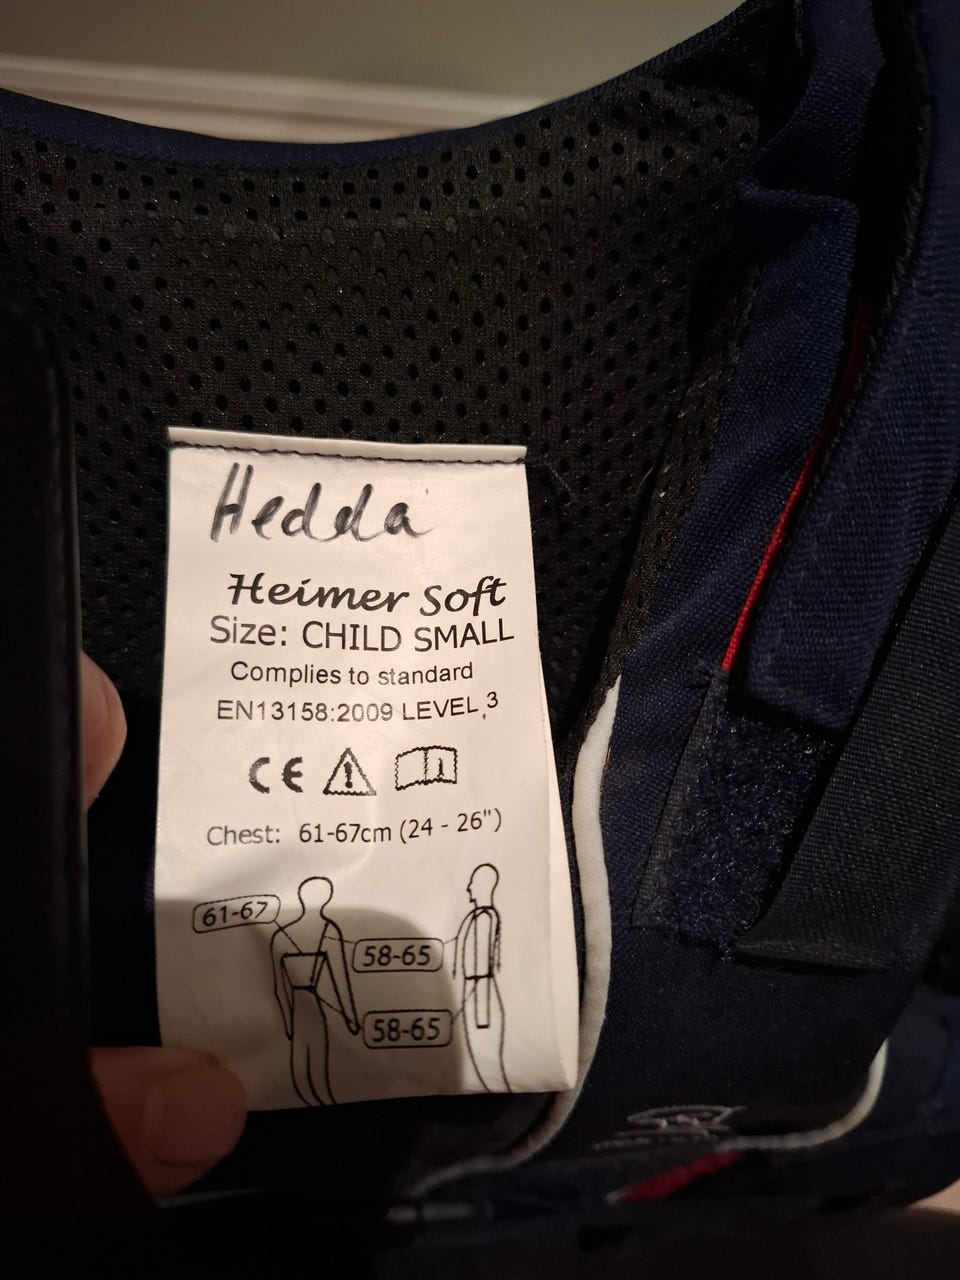 Hedda
Heimer Soft
Size: CHILD SMALL
Complies to standard
EN13158:2009 LEVEL 3
CE
Chest: 61-67cm (24 - 26")
61-67
58-65
58-65